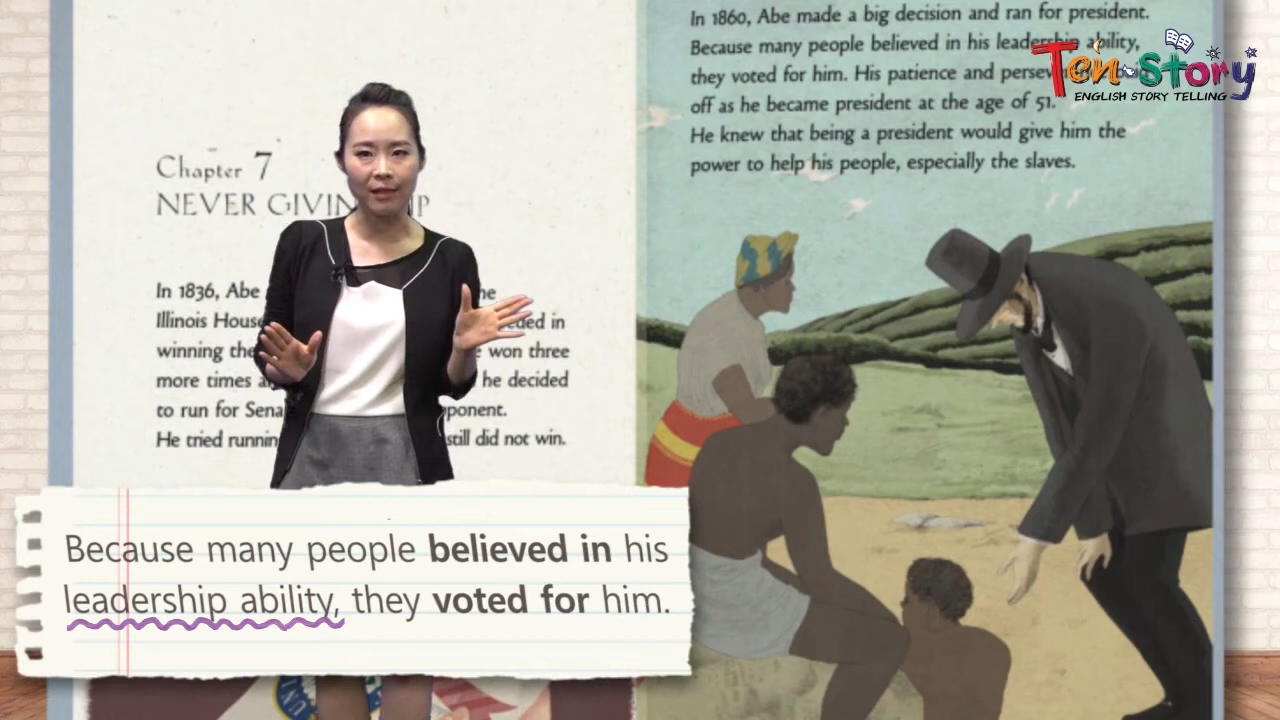 Chapter 7
NEVER GIVIN UP
In 1836, Abe he
Illinois House ded in
winning the won three
more times he decided
to run for Sena ponent.
He tried runnin still did not win.
In 1860, Abe made a big decision and ran for president.
Because many people believed in his leadership ability,
they voted for him. His patience and persev
off as he became president at the age of 51.
He knew that being a president would give him the
power to help his people, especially the slaves.
Ten-Story
ENGLISH STORY TELLING
Because many people believed in his
leadership ability, they voted for him.
UNI